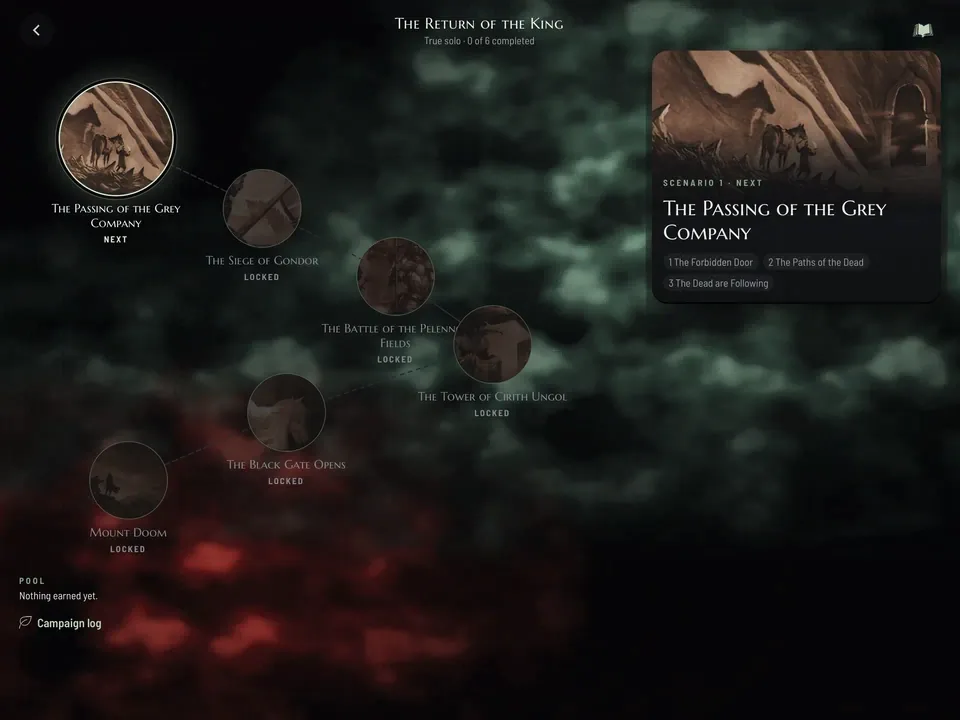 The Return of the King
True solo · 0 of 6 completed
The Passing of the Grey
Company
NEXT
The Siege of Gondor
LOCKED
The Battle of the Pelenn
Fields
LOCKED
The Tower of Cirith Ungol
LOCKED
The Black Gate Opens
LOCKED
Mount Doom
LOCKED
POOL
Nothing earned yet.
Campaign log
SCENARIO 1 · NEXT
The Passing of the Grey
Company
1 The Forbidden Door
2 The Paths of the Dead
3 The Dead are Following